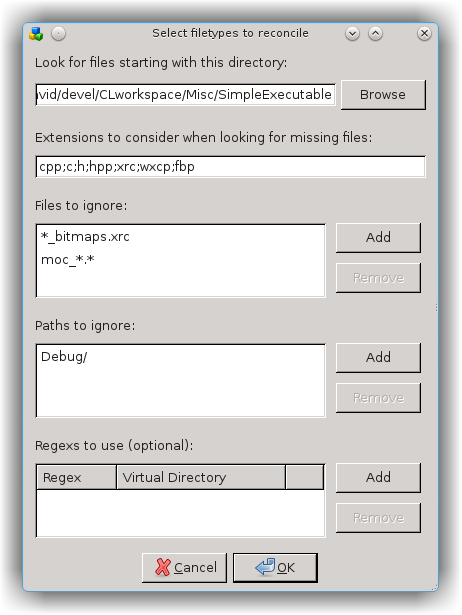 Select filetypes to reconcile
Look for files starting with this directory:
vid/devel/CLworkspace/Misc/SimpleExecutable
Browse
Extensions to consider when looking for missing files:
cpp;c;h;hpp;xrc;wxcp;fbp
Files to ignore:
*_bitmaps.xrc
moc_*.*
Add
Remove
Paths to ignore:
Debug/
Add
Remove
Regexs to use (optional):
Regex Virtual Directory
Add
Remove
Cancel
OK